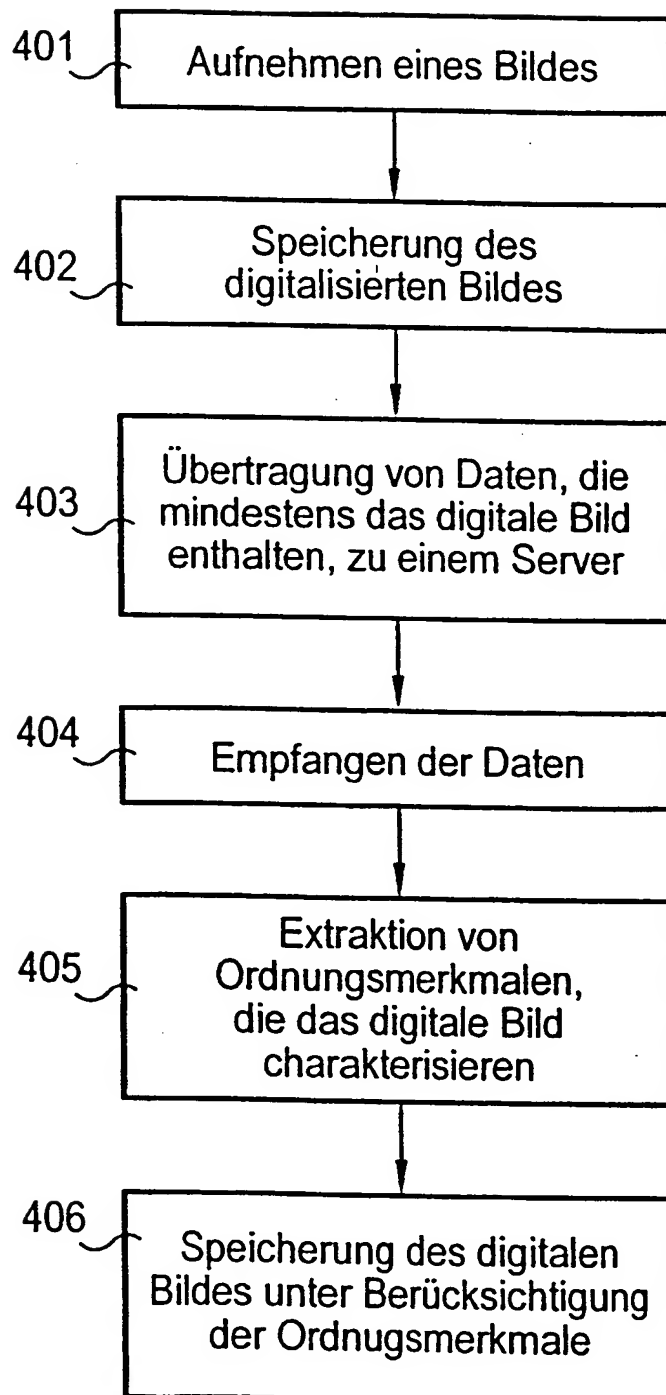 401
Aufnehmen eines Bildes
402
Speicherung des
digitalisierten Bildes
403
Übertragung von Daten, die
mindestens das digitale Bild
enthalten, zu einem Server
404
Empfangen der Daten
405
Extraktion von
Ordnungsmerkmalen,
die das digitale Bild
charakterisieren
406
Speicherung des digitalen
Bildes unter Berücksichtigung
der Ordnugsmerkmale